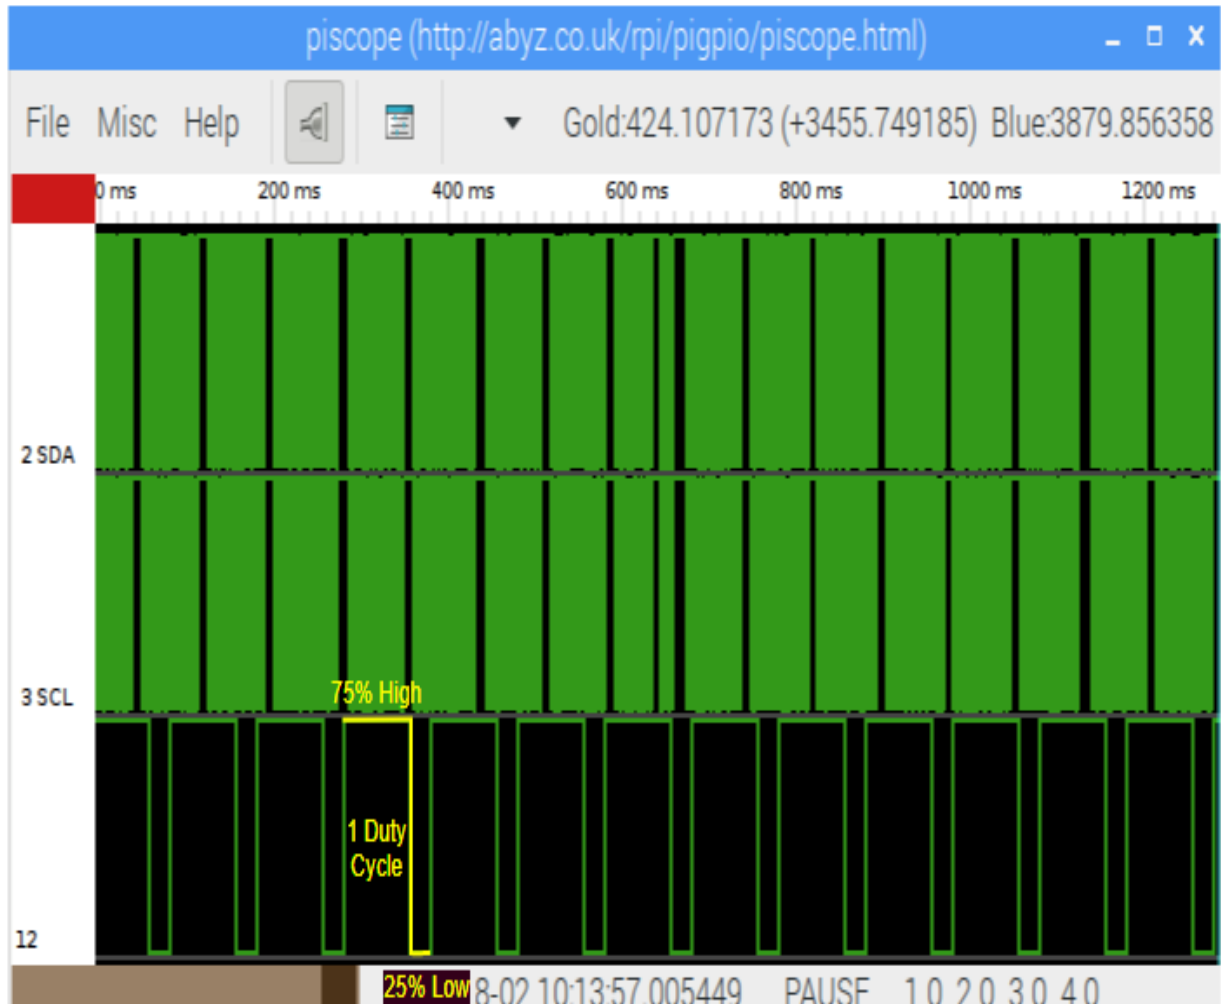 piscope (http://abyz.co.uk/rpi/pigpio/piscope.html)
File Misc Help Gold:424.107173 (+3455.749185) Blue:3879.856358
0 ms 200 ms 400 ms 600 ms 800 ms 1000 ms 1200 ms
2 SDA
3 SCL
75% High
1 Duty
Cycle
12
25% Low 8-02 10:13:57.005449 PAUSE 1.0 2.0 3.0 4.0